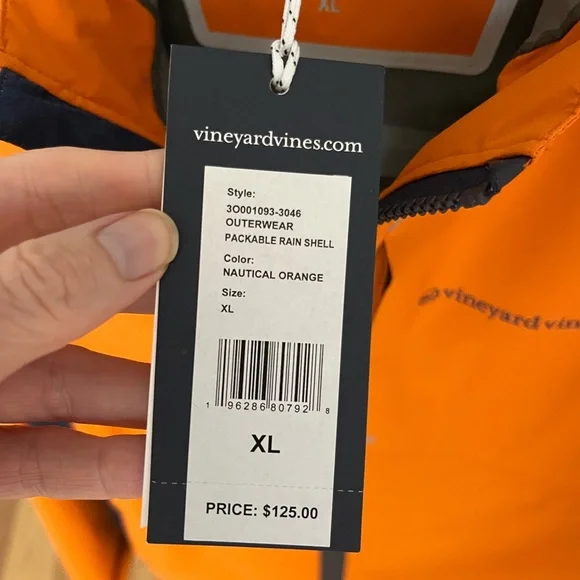 XL
vineyardvines.com
Style:
3O001093-3046
OUTERWEAR
PACKABLE RAIN SHELL
Color:
NAUTICAL ORANGE
Size:
XL
1 96286 80792 8
XL
PRICE: $125.00
vineyard vines